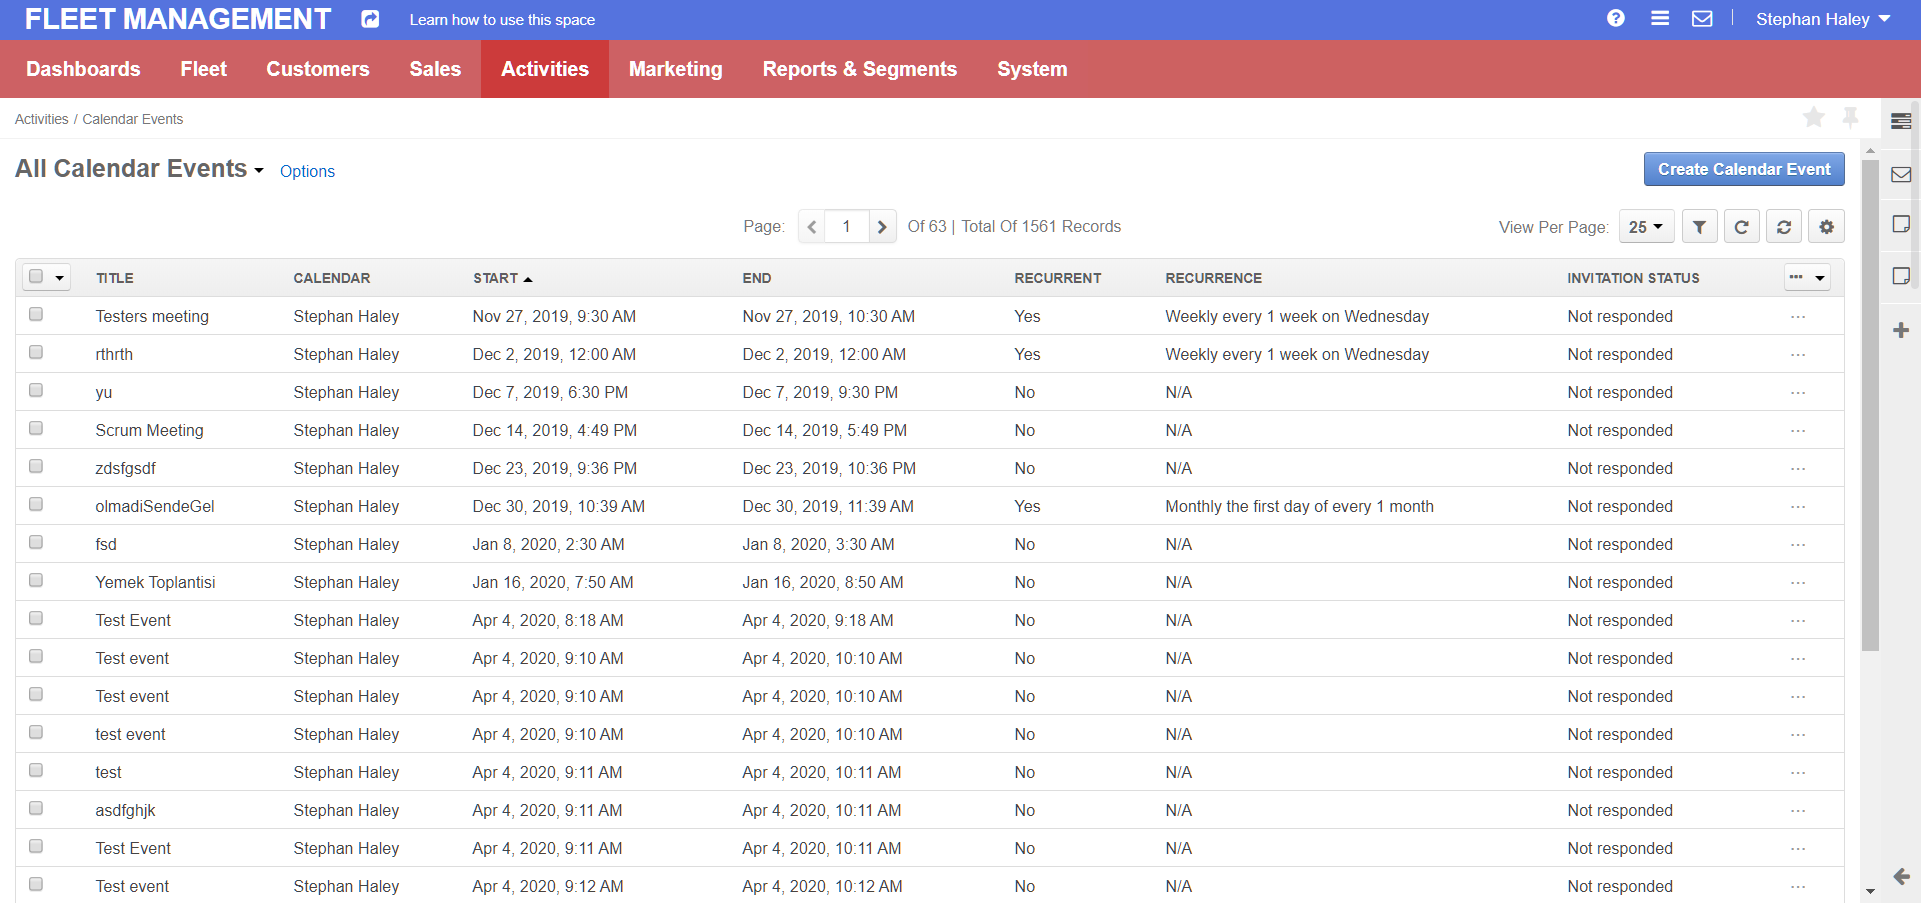 FLEET MANAGEMENT Learn how to use this space Stephan Haley
Dashboards Fleet Customers Sales Activities Marketing Reports & Segments System
Activities / Calendar Events
All Calendar Events Options Create Calendar Event
Page: 1 Of 63 | Total Of 1561 Records View Per Page: 25
TITLE CALENDAR START END RECURRENT RECURRENCE INVITATION STATUS
Testers meeting Stephan Haley Nov 27, 2019, 9:30 AM Nov 27, 2019, 10:30 AM Yes Weekly every 1 week on Wednesday Not responded
rthrth Stephan Haley Dec 2, 2019, 12:00 AM Dec 2, 2019, 12:00 AM Yes Weekly every 1 week on Wednesday Not responded
yu Stephan Haley Dec 7, 2019, 6:30 PM Dec 7, 2019, 9:30 PM No N/A Not responded
Scrum Meeting Stephan Haley Dec 14, 2019, 4:49 PM Dec 14, 2019, 5:49 PM No N/A Not responded
zdsfgsdf Stephan Haley Dec 23, 2019, 9:36 PM Dec 23, 2019, 10:36 PM No N/A Not responded
olmadiSendeGel Stephan Haley Dec 30, 2019, 10:39 AM Dec 30, 2019, 11:39 AM Yes Monthly the first day of every 1 month Not responded
fsd Stephan Haley Jan 8, 2020, 2:30 AM Jan 8, 2020, 3:30 AM No N/A Not responded
Yemek Toplantisi Stephan Haley Jan 16, 2020, 7:50 AM Jan 16, 2020, 8:50 AM No N/A Not responded
Test Event Stephan Haley Apr 4, 2020, 8:18 AM Apr 4, 2020, 9:18 AM No N/A Not responded
Test event Stephan Haley Apr 4, 2020, 9:10 AM Apr 4, 2020, 10:10 AM No N/A Not responded
Test event Stephan Haley Apr 4, 2020, 9:10 AM Apr 4, 2020, 10:10 AM No N/A Not responded
test event Stephan Haley Apr 4, 2020, 9:10 AM Apr 4, 2020, 10:10 AM No N/A Not responded
test Stephan Haley Apr 4, 2020, 9:11 AM Apr 4, 2020, 10:11 AM No N/A Not responded
asdfghjk Stephan Haley Apr 4, 2020, 9:11 AM Apr 4, 2020, 10:11 AM No N/A Not responded
Test Event Stephan Haley Apr 4, 2020, 9:11 AM Apr 4, 2020, 10:11 AM No N/A Not responded
Test event Stephan Haley Apr 4, 2020, 9:12 AM Apr 4, 2020, 10:12 AM No N/A Not responded